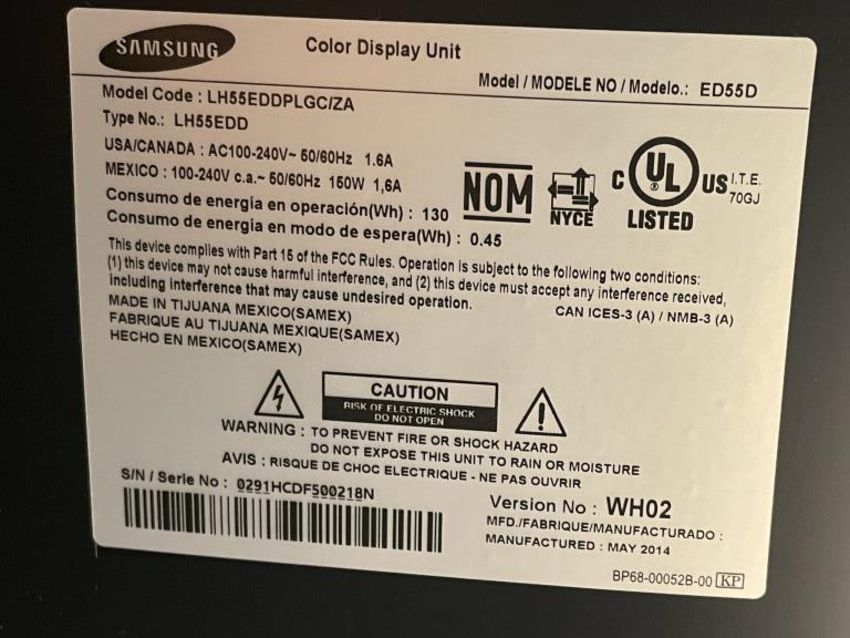 SAMSUNG
Color Display Unit
Model / MODELE NO / Modelo.: ED55D
Model Code : LH55EDDPLGC/ZA
Type No.: LH55EDD
USA/CANADA : AC100-240V~ 50/60Hz 1.6A
MEXICO : 100-240V c.a.~ 50/60Hz 150W 1,6A
Consumo de energía en operación(Wh) : 130
Consumo de energía en modo de espera(Wh) : 0.45
NOM
NYCE
C UL ® US
LISTED
I.T.E.
70GJ
This device complies with Part 15 of the FCC Rules. Operation is subject to the following two conditions:
(1) this device may not cause harmful interference, and (2) this device must accept any interference received,
including interference that may cause undesired operation.
CAN ICES-3 (A) / NMB-3 (A)
MADE IN TIJUANA MEXICO(SAMEX)
FABRIQUE AU TIJUANA MEXIQUE(SAMEX)
HECHO EN MEXICO(SAMEX)
CAUTION
RISK OF ELECTRIC SHOCK
DO NOT OPEN
WARNING : TO PREVENT FIRE OR SHOCK HAZARD
DO NOT EXPOSE THIS UNIT TO RAIN OR MOISTURE
AVIS : RISQUE DE CHOC ELECTRIQUE - NE PAS OUVRIR
S/N / Serie No : 0291HCDF500218N
Version No : WH02
MFD./FABRIQUE/MANUFACTURADO :
MANUFACTURED : MAY 2014
BP68-00052B-00 KP